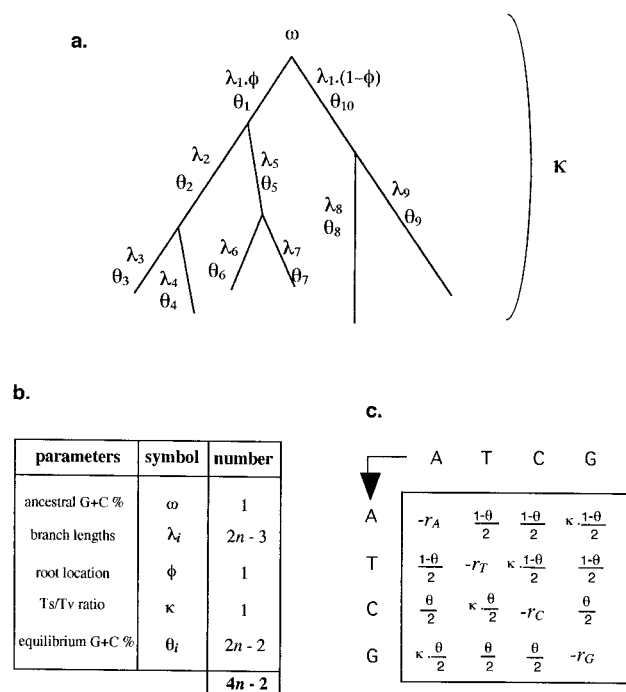 a.
ω
λ1.φ λ1.(1−φ)
θ1 θ10
λ2 λ5
θ2 θ5
κ
λ8 λ9
θ8 θ9
λ3 λ6 λ7
θ3 λ4 θ6 θ7
θ4
b.
parameters symbol number
ancestral G+C % ω 1
branch lengths λi 2n - 3
root location φ 1
Ts/Tv ratio κ 1
equilibrium G+C % θi 2n - 2
4n - 2
c.
A T C G
A -rA 1-θ/2 1-θ/2 κ.1-θ/2
T 1-θ/2 -rT κ.1-θ/2 1-θ/2
C θ/2 κ.θ/2 -rC θ/2
G κ.θ/2 θ/2 θ/2 -rG